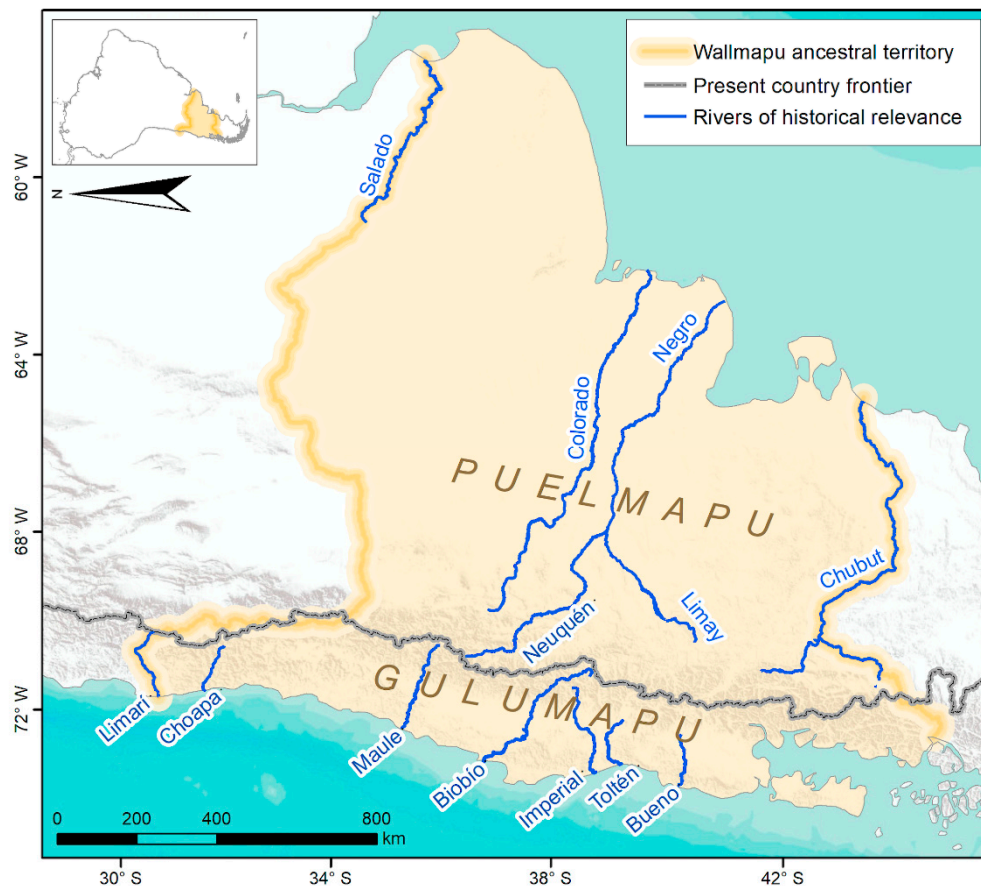 Wallmapu ancestral territory
Present country frontier
Rivers of historical relevance
N
60° W
64° W
68° W
72° W
Salado
Colorado
Negro
PUELMAPU
Chubut
Neuquén
Limay
GULUMAPU
Limarí
Choapa
Maule
Biobío
Imperial
Toltén
Bueno
0 200 400 800
km
30° S 34° S 38° S 42° S